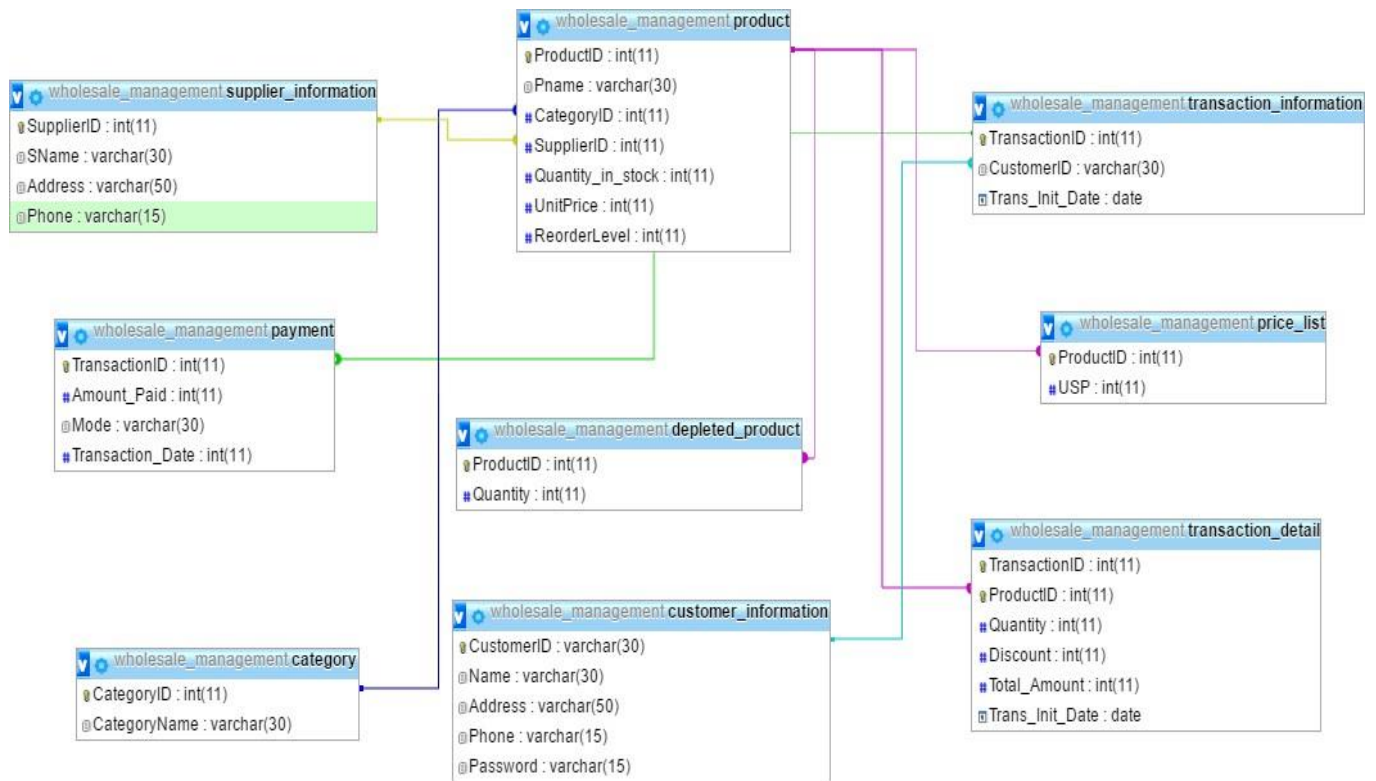 wholesale_management product
ProductID : int(11)
Pname : varchar(30)
CategoryID : int(11)
SupplierID : int(11)
Quantity_in_stock : int(11)
UnitPrice : int(11)
ReorderLevel : int(11)
wholesale_management supplier_information
SupplierID : int(11)
SName : varchar(30)
Address : varchar(50)
Phone : varchar(15)
wholesale_management transaction_information
TransactionID : int(11)
CustomerID : varchar(30)
Trans_Init_Date : date
wholesale_management payment
TransactionID : int(11)
Amount_Paid : int(11)
Mode : varchar(30)
Transaction_Date : int(11)
wholesale_management price_list
ProductID : int(11)
USP : int(11)
wholesale_management depleted_product
ProductID : int(11)
Quantity : int(11)
wholesale_management transaction_detail
TransactionID : int(11)
ProductID : int(11)
Quantity : int(11)
Discount : int(11)
Total_Amount : int(11)
Trans_Init_Date : date
wholesale_management customer_information
CustomerID : varchar(30)
Name : varchar(30)
Address : varchar(50)
Phone : varchar(15)
Password : varchar(15)
wholesale_management category
CategoryID : int(11)
CategoryName : varchar(30)